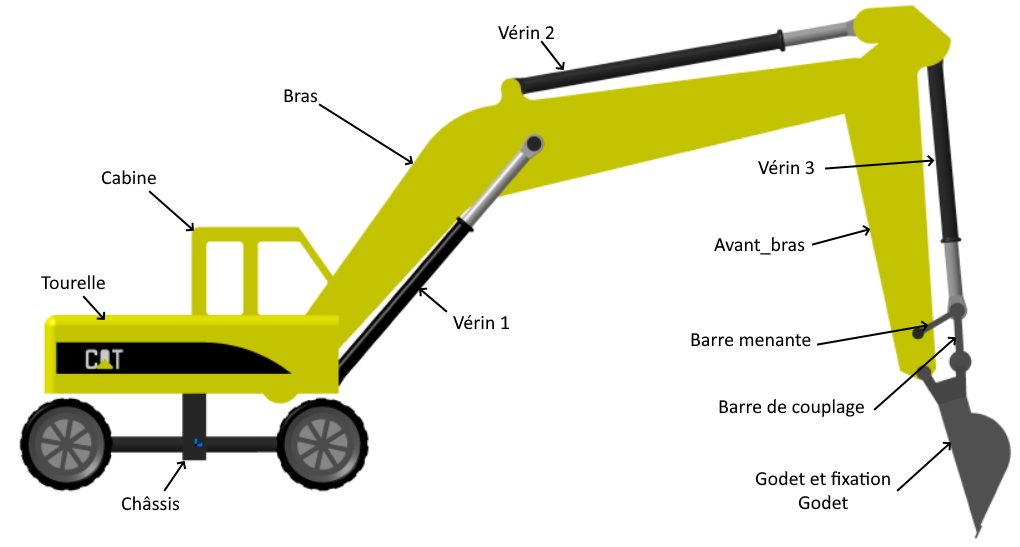 Vérin 2
Bras
Cabine
Vérin 3
Avant_bras
Tourelle
Vérin 1
Barre menante
CAT
Barre de couplage
Godet et fixation
Godet
Châssis